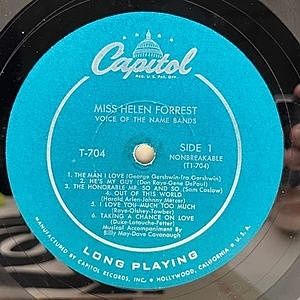 Capitol
REG. U.S. PAT. OFF.
MISS HELEN FORREST
VOICE OF THE NAME BANDS
T-704
SIDE 1
NONBREAKABLE
(T1-704)
1. THE MAN I LOVE (George Gershwin-Ira Gershwin)
2. HE'S MY GUY (Don Raye-Gene DePaul)
3. THE HONORABLE MR. SO AND SO (Sam Coslow)
4. OUT OF THIS WORLD
(Harold Arlen-Johnny Mercer)
5. I LOVE YOU MUCH TOO MUCH
(Raye-Olshey-Towber)
6. TAKING A CHANCE ON LOVE
(Duke-Latouche-Fetter)
Musical Accompaniment By
Billy May-Dave Cavanaugh
LONG PLAYING
MANUFACTURED BY CAPITOL RECORDS, INC., HOLLYWOOD, CALIFORNIA, U.S.A.